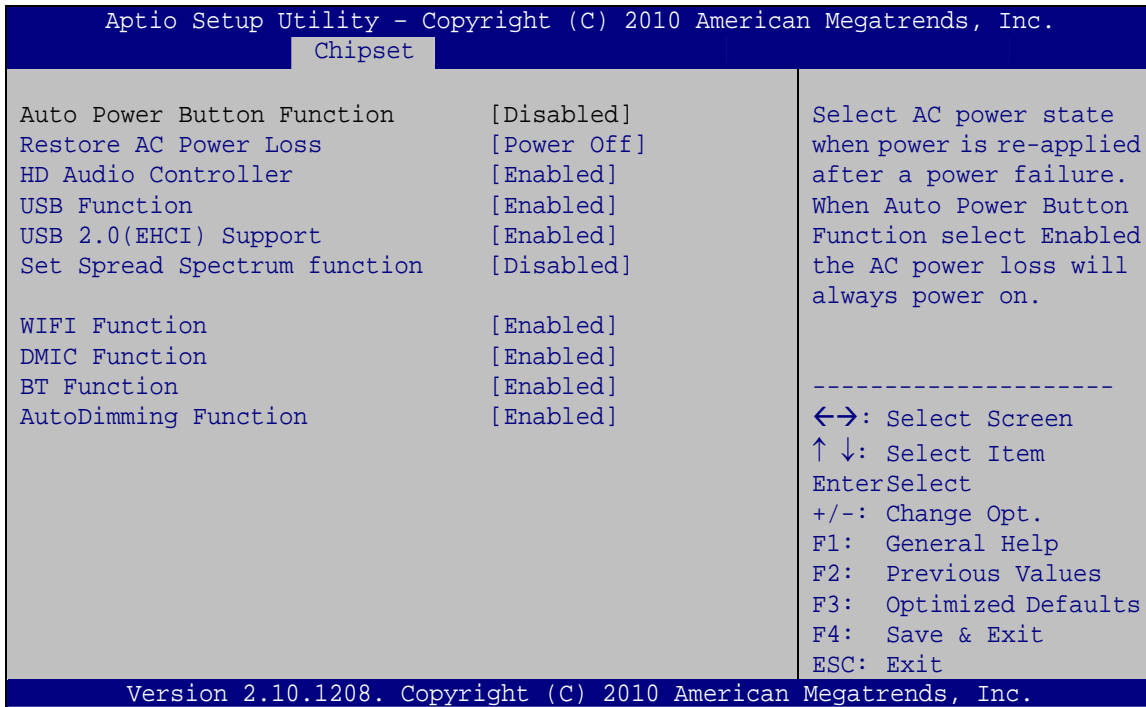 Aptio Setup Utility – Copyright (C) 2010 American Megatrends, Inc.
Chipset
Auto Power Button Function [Disabled]
Restore AC Power Loss [Power Off]
HD Audio Controller [Enabled]
USB Function [Enabled]
USB 2.0(EHCI) Support [Enabled]
Set Spread Spectrum function [Disabled]
WIFI Function [Enabled]
DMIC Function [Enabled]
BT Function [Enabled]
AutoDimming Function [Enabled]
Select AC power state
when power is re-applied
after a power failure.
When Auto Power Button
Function select Enabled
the AC power loss will
always power on.
---------------------
←→: Select Screen
↑ ↓: Select Item
EnterSelect
+/-: Change Opt.
F1: General Help
F2: Previous Values
F3: Optimized Defaults
F4: Save & Exit
ESC: Exit
Version 2.10.1208. Copyright (C) 2010 American Megatrends, Inc.